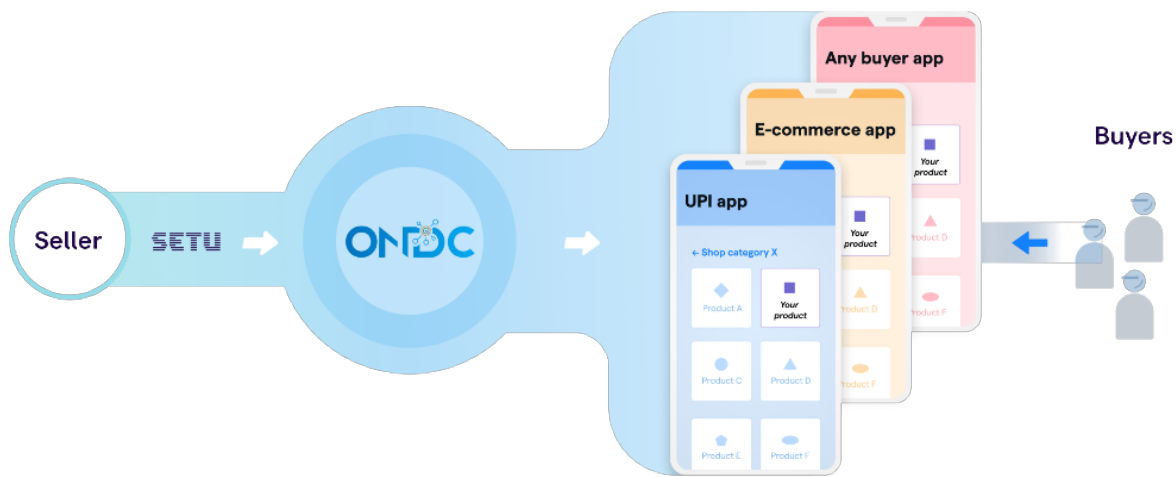 Seller
SETU
ONDC
Any buyer app
Your
product
Product D
Product F
E-commerce app
Your
product
Product D
Product F
UPI app
← Shop category X
Product A
Your
product
Product C
Product D
Product E
Product F
Buyers